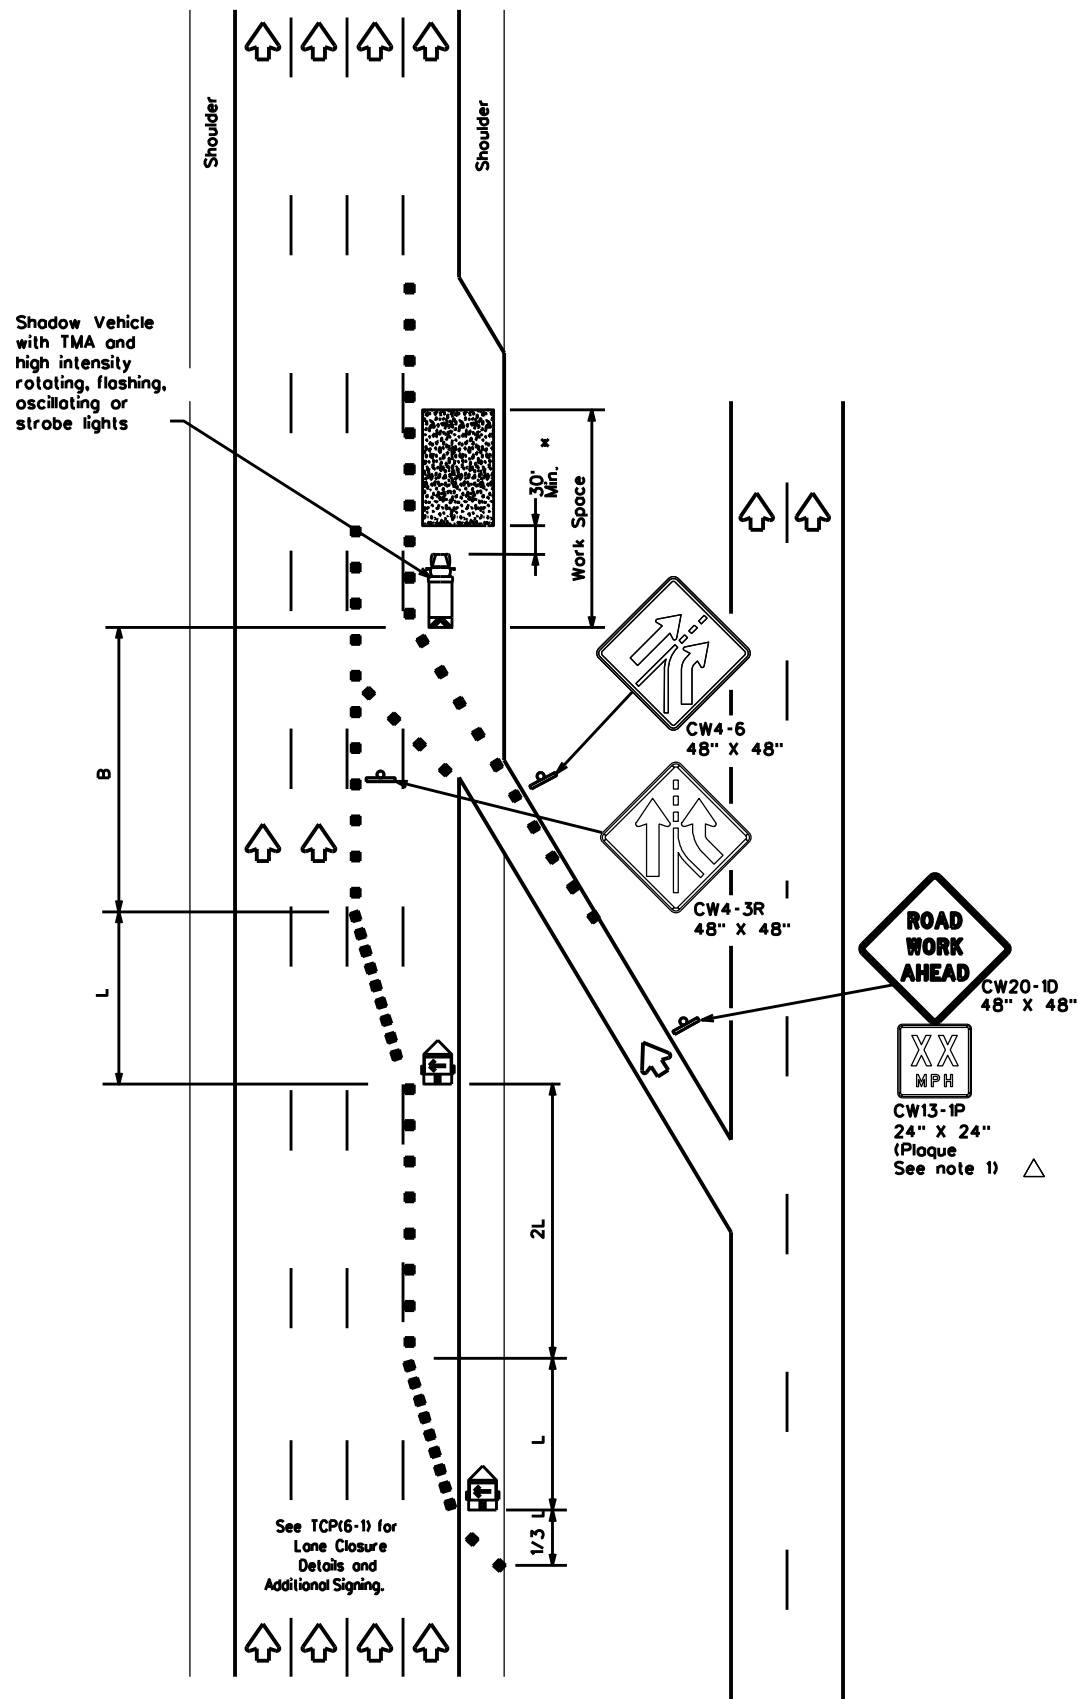 Shoulder
Shoulder
Shadow Vehicle
with TMA and
high intensity
rotating, flashing,
oscillating or
strobe lights
30'
Min.
x
Work Space
CW4-6
48" X 48"
B
CW4-3R
48" X 48"
ROAD
WORK
AHEAD
CW20-1D
48" X 48"
L
XX
MPH
CW13-1P
24" X 24"
(Plaque
See note 1)
2L
L
1/3 L
See TCP(6-1) for
Lane Closure
Details and
Additional Signing.